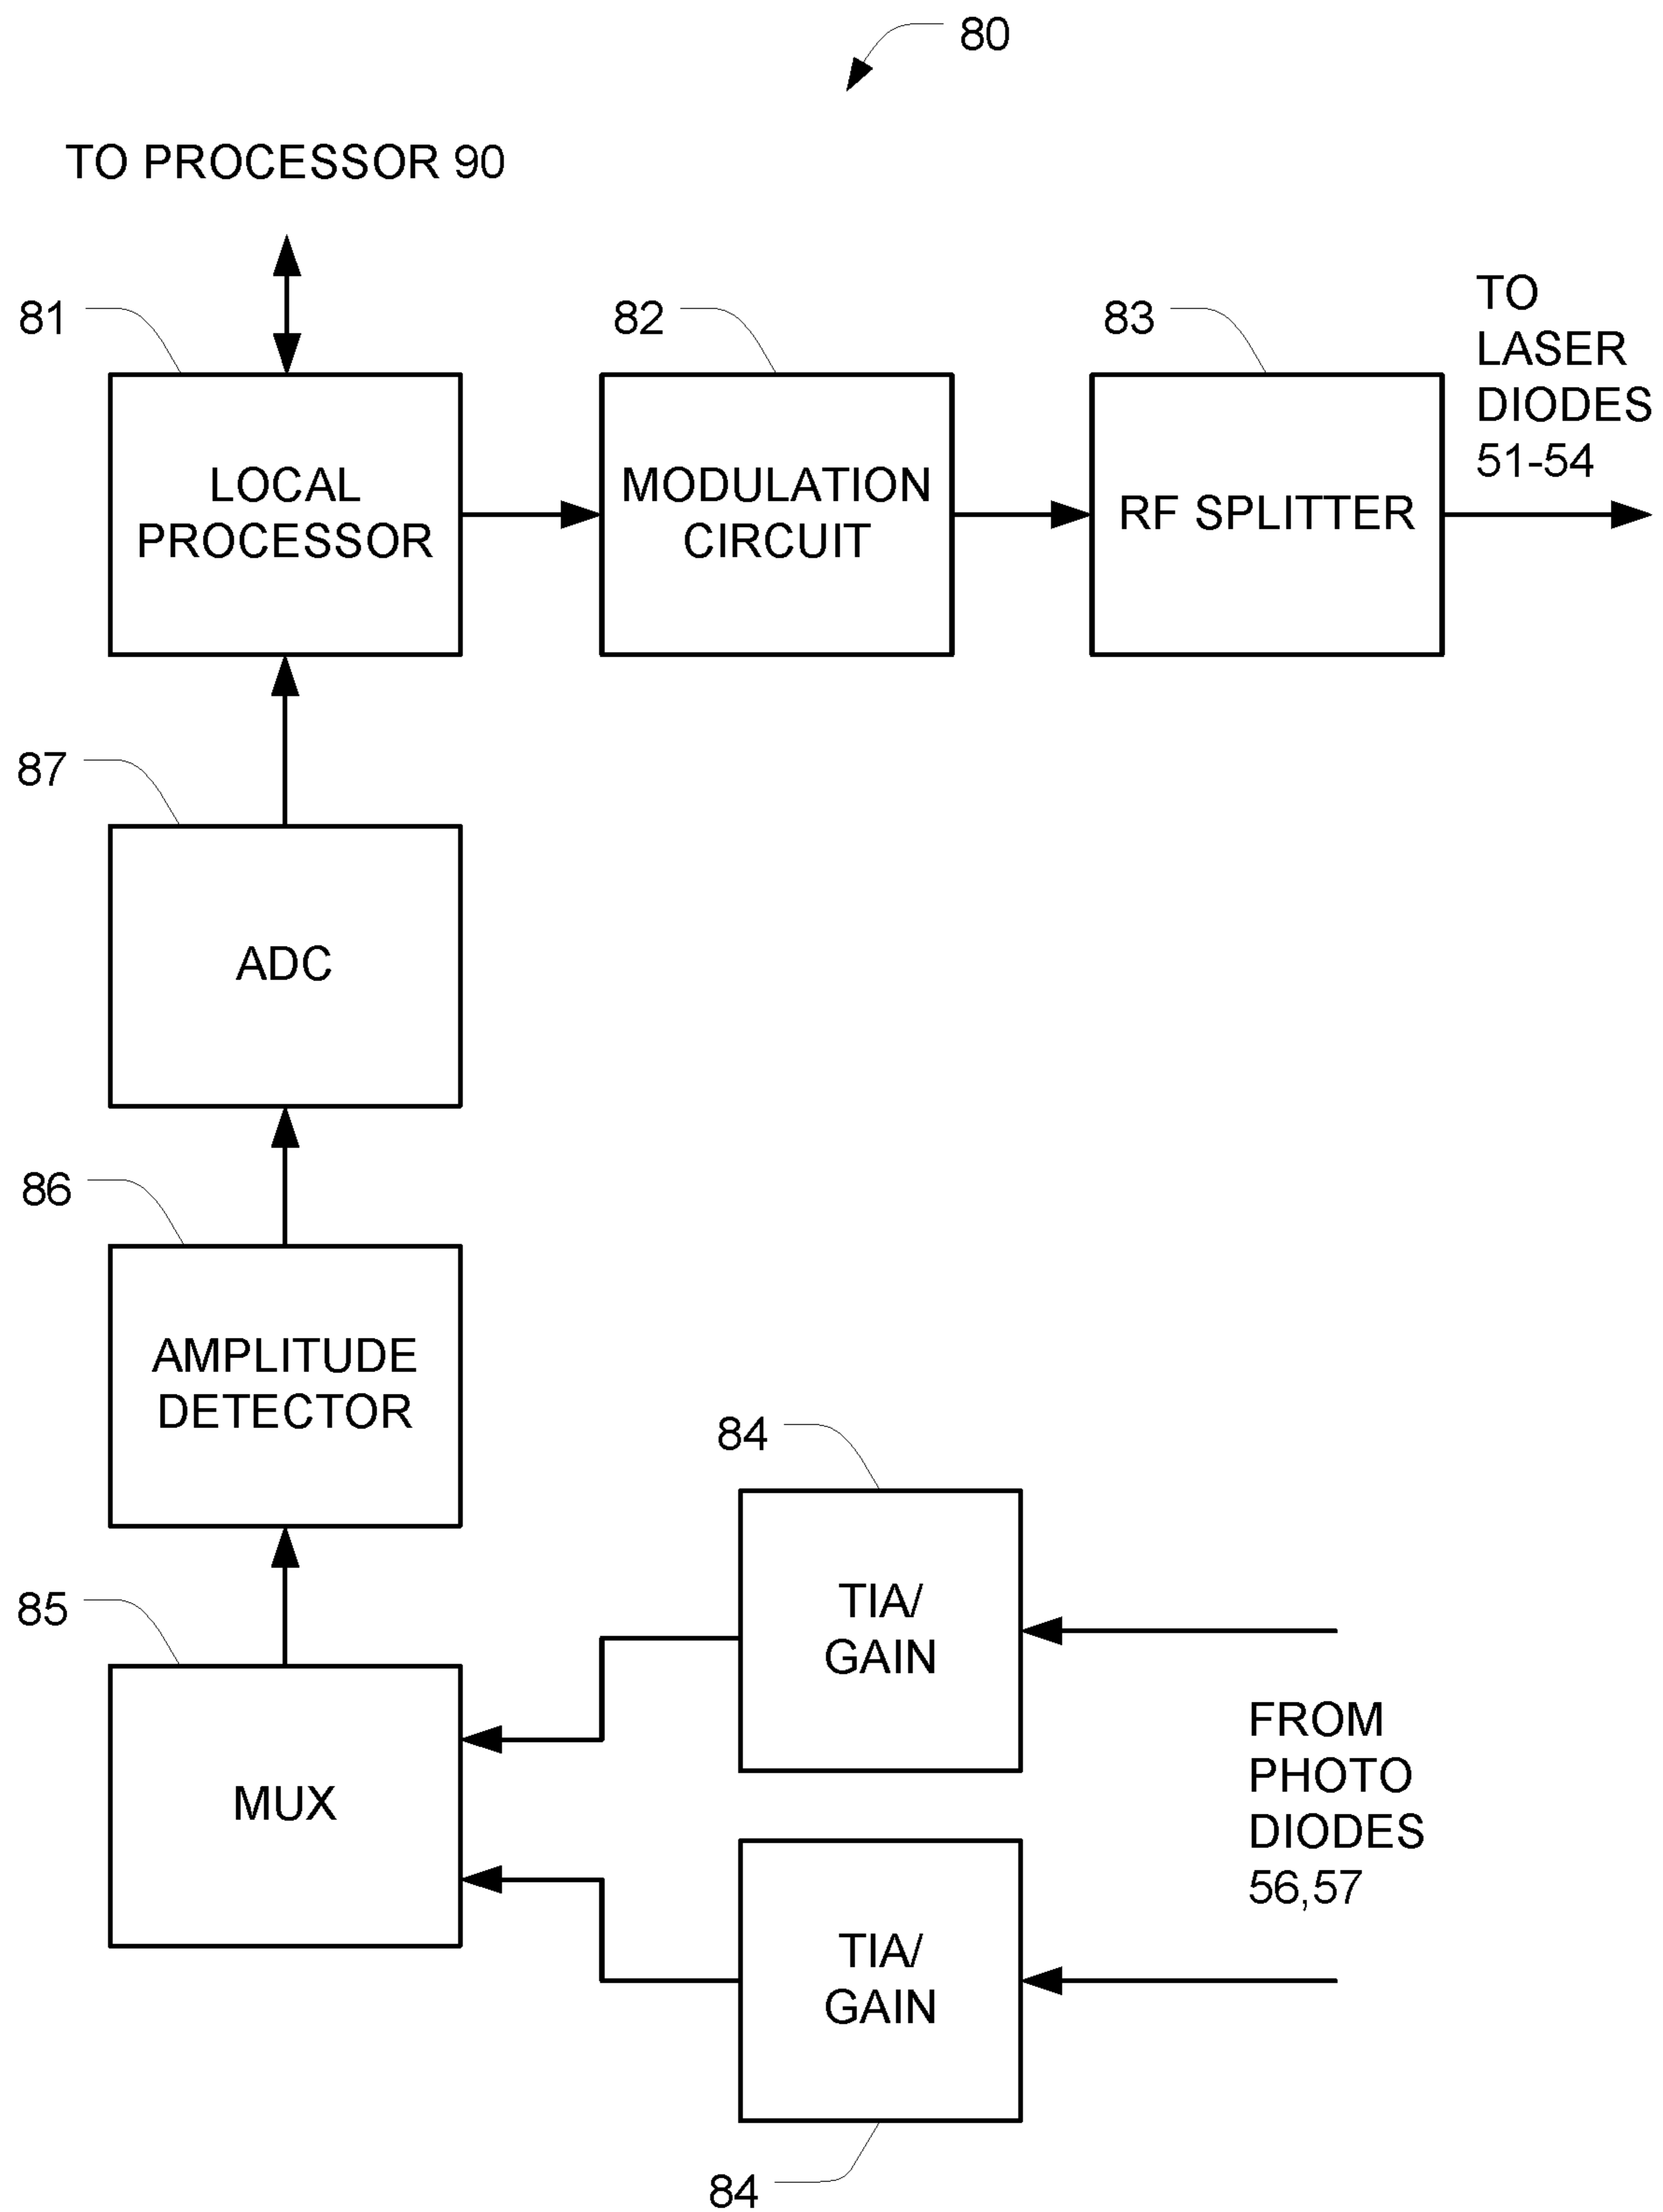 80
TO PROCESSOR 90
81
82
83
TO
LASER
DIODES
51-54
LOCAL
PROCESSOR
MODULATION
CIRCUIT
RF SPLITTER
87
ADC
86
AMPLITUDE
DETECTOR
84
TIA/
GAIN
85
MUX
FROM
PHOTO
DIODES
56,57
TIA/
GAIN
84